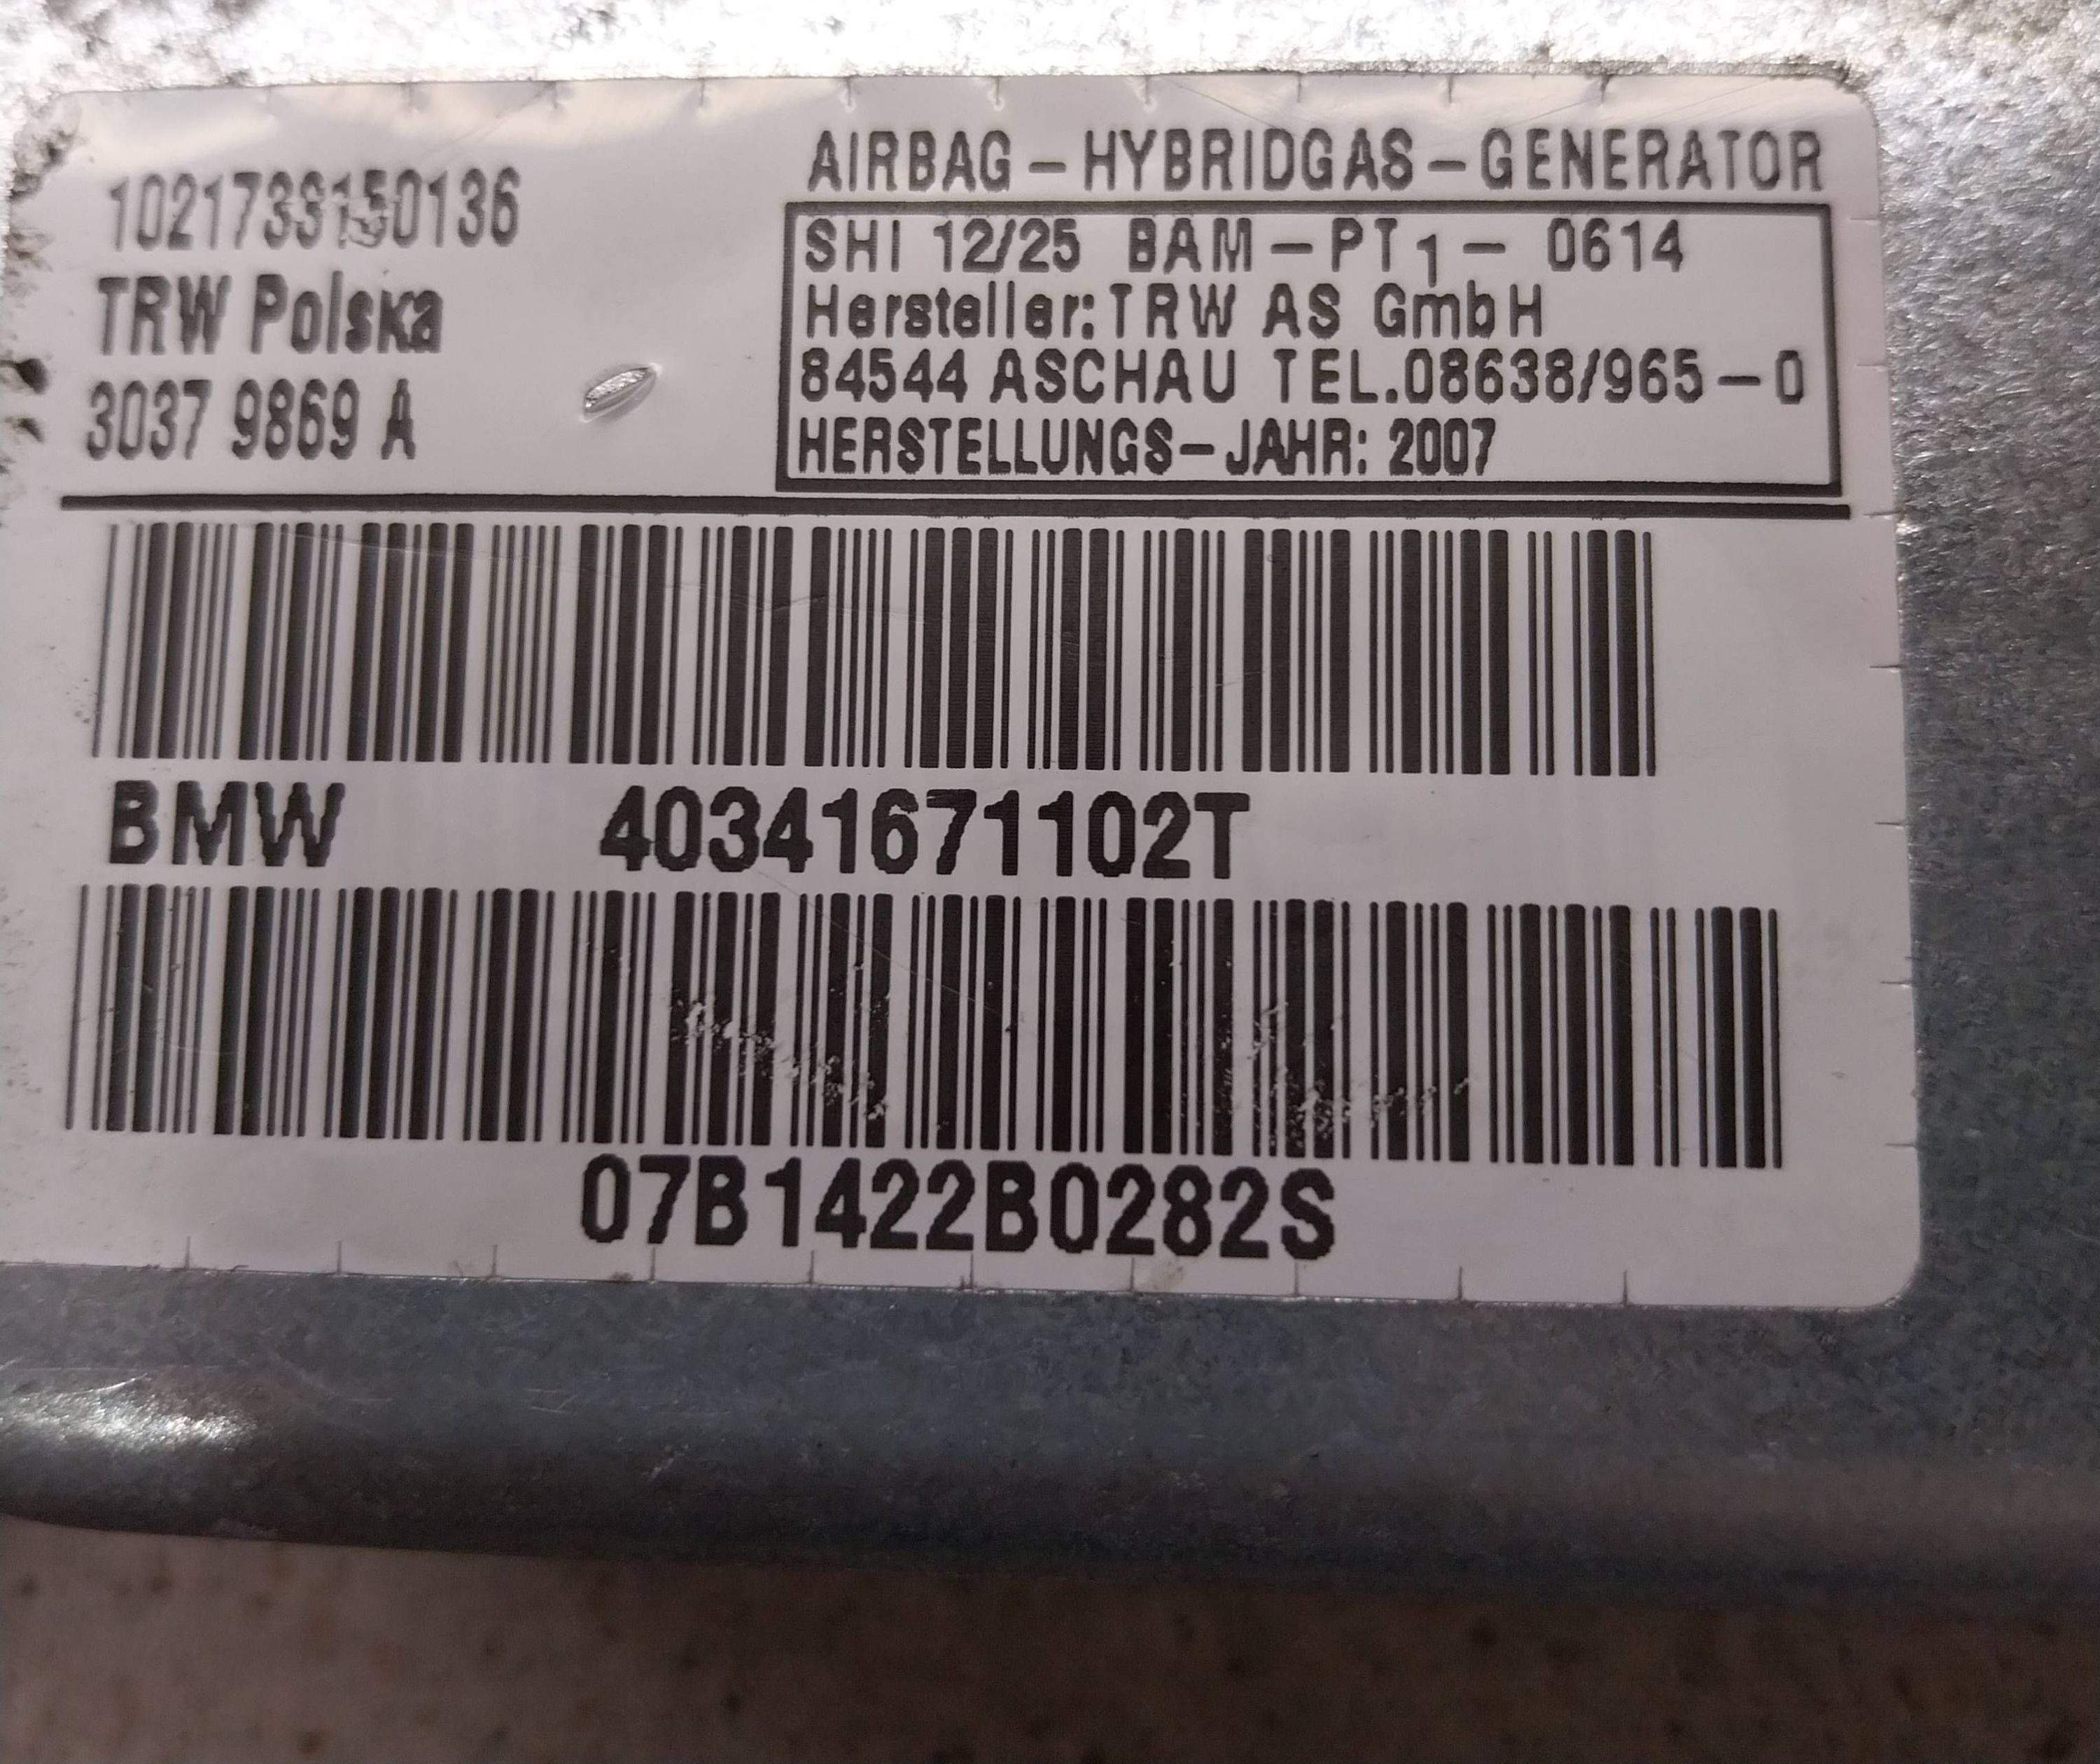 TRW Polska
3037 9869 A
AIRBAG-HYBRIDGAS-GENERATOR
SHI 12/25 BAM-PT1- 0614
Hersteller: TRW AS GmbH
84544 ASCHAU TEL.08638/965-0
HERSTELLUNGS-JAHR: 2007
BMW 40341671102T
07B1422B0282S